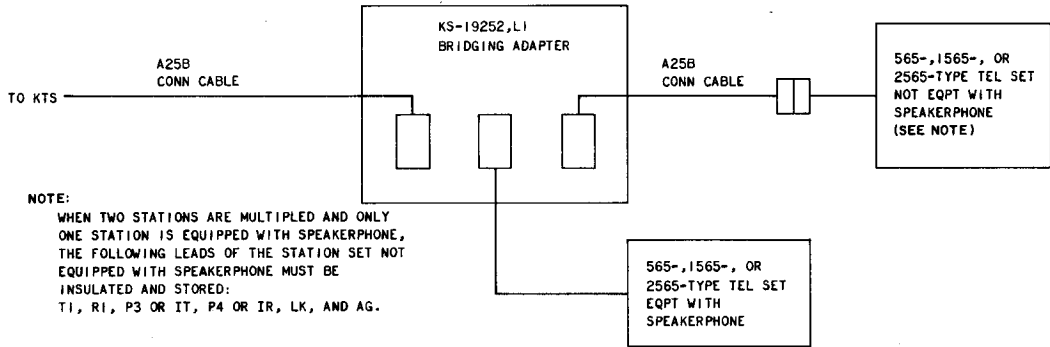 KS-19252,L1
BRIDGING ADAPTER
A25B
CONN CABLE
TO KTS
A25B
CONN CABLE
565-,1565-, OR
2565-TYPE TEL SET
NOT EQPT WITH
SPEAKERPHONE
(SEE NOTE)
NOTE:
WHEN TWO STATIONS ARE MULTIPLED AND ONLY
ONE STATION IS EQUIPPED WITH SPEAKERPHONE,
THE FOLLOWING LEADS OF THE STATION SET NOT
EQUIPPED WITH SPEAKERPHONE MUST BE
INSULATED AND STORED:
T1, R1, P3 OR IT, P4 OR IR, LK, AND AG.
565-,1565-, OR
2565-TYPE TEL SET
EQPT WITH
SPEAKERPHONE